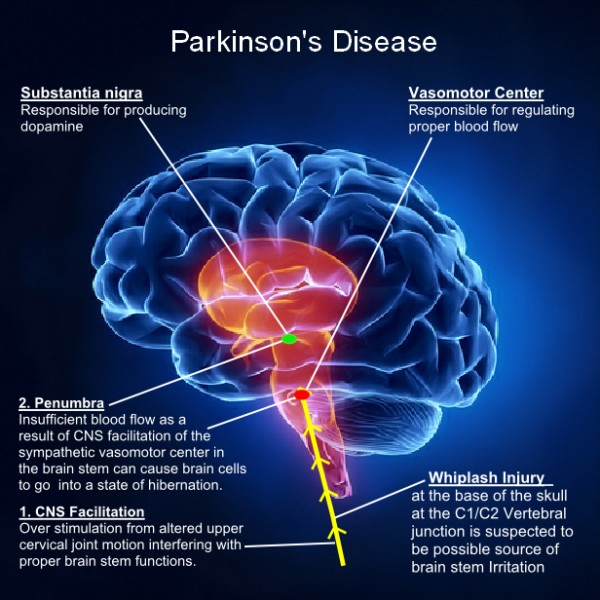 Parkinson's Disease
Substantia nigra
Responsible for producing
dopamine
Vasomotor Center
Responsible for regulating
proper blood flow
2. Penumbra
Insufficient blood flow as a
result of CNS facilitation of the
sympathetic vasomotor center in
the brain stem can cause brain cells
to go into a state of hibernation.
1. CNS Facilitation
Over stimulation from altered upper
cervical joint motion interfering with
proper brain stem functions.
Whiplash Injury
at the base of the skull
at the C1/C2 Vertebral
junction is suspected to
be possible source of
brain stem Irritation